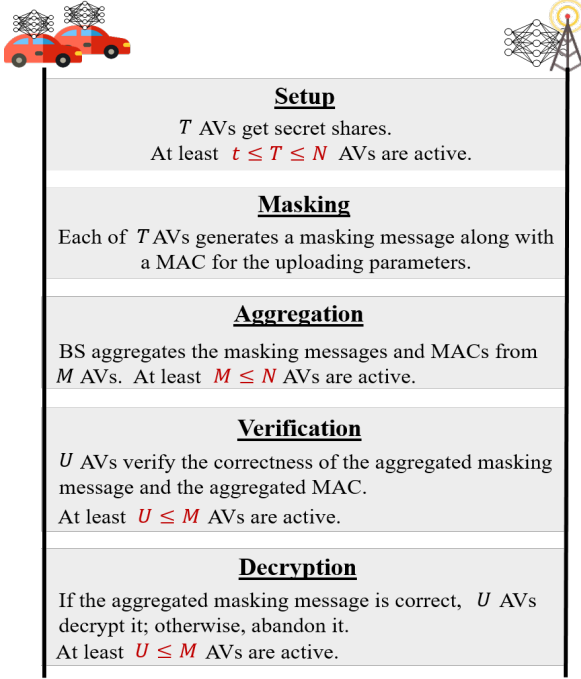 Setup
T AVs get secret shares.
At least t ≤ T ≤ N AVs are active.
Masking
Each of T AVs generates a masking message along with
a MAC for the uploading parameters.
Aggregation
BS aggregates the masking messages and MACs from
M AVs. At least M ≤ N AVs are active.
Verification
U AVs verify the correctness of the aggregated masking
message and the aggregated MAC.
At least U ≤ M AVs are active.
Decryption
If the aggregated masking message is correct, U AVs
decrypt it; otherwise, abandon it.
At least U ≤ M AVs are active.